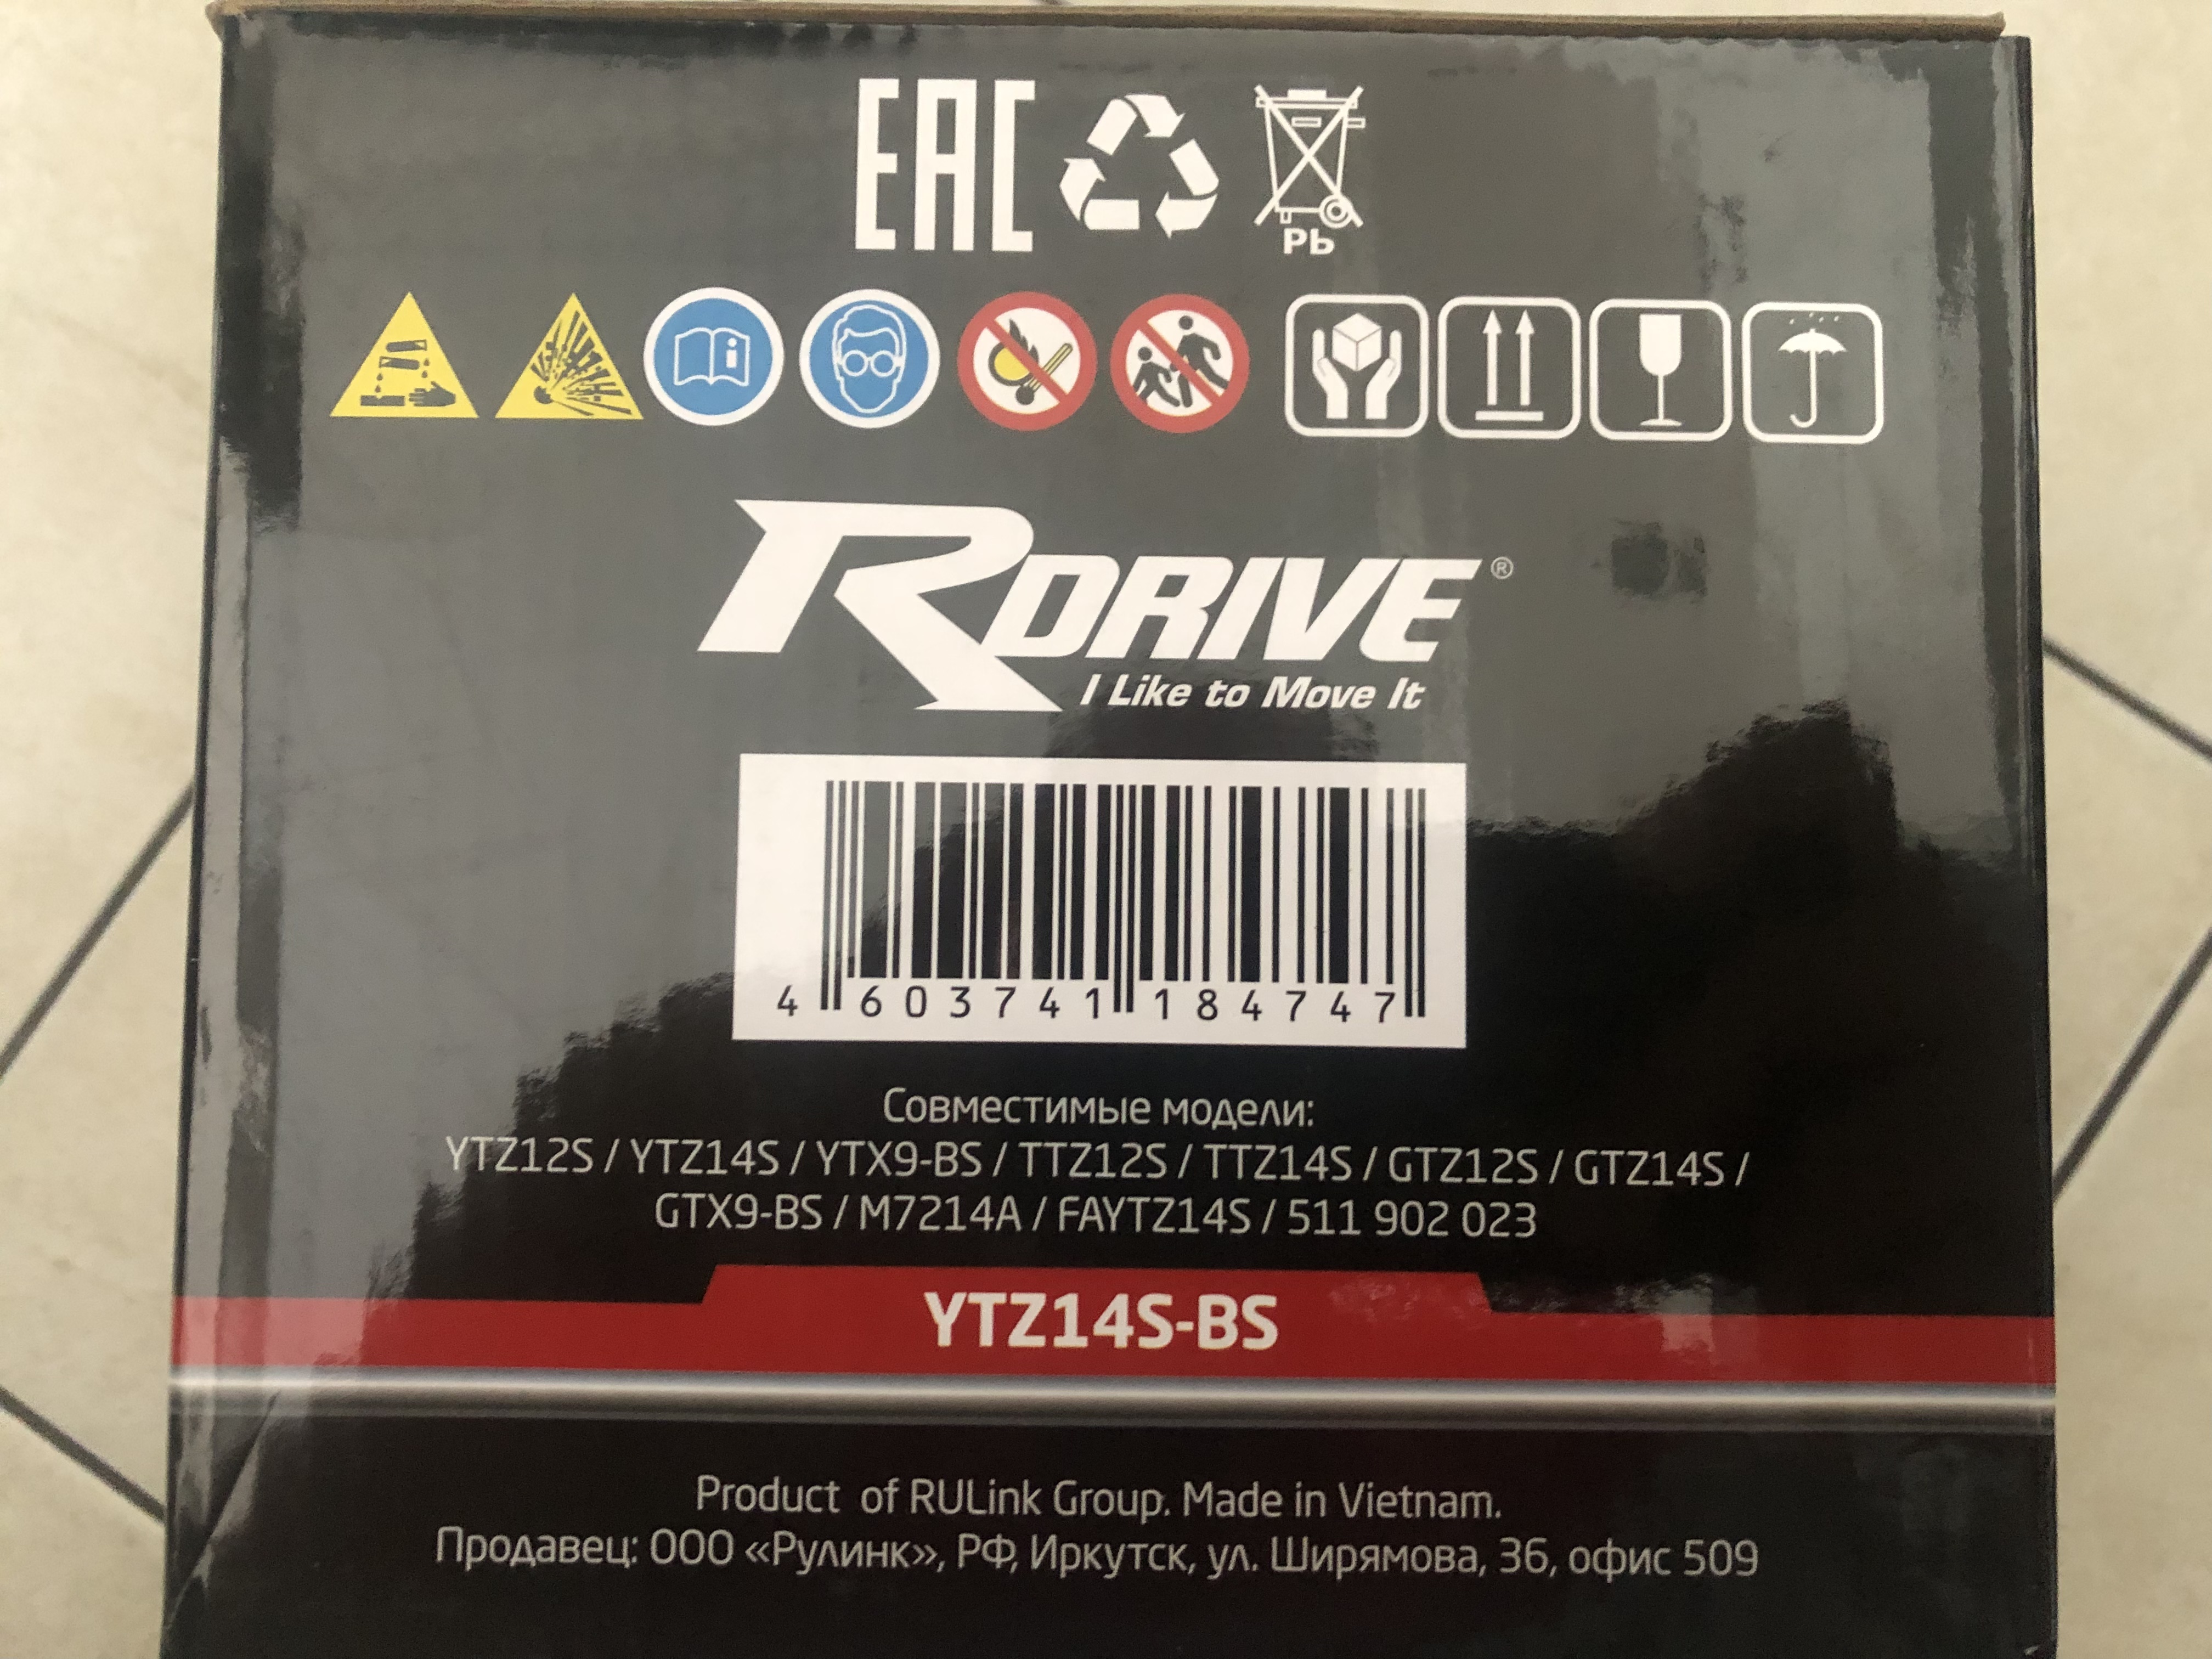 EAC
Pb
RDRIVE®
I Like to Move It
4 603741 184747
Совместимые модели:
YTZ12S / YTZ14S / YTX9-BS / TTZ12S / TTZ14S / GTZ12S / GTZ14S /
GTX9-BS / M7214A / FAYTZ14S / 511 902 023
YTZ14S-BS
Product of RULink Group. Made in Vietnam.
Продавец: ООО «Рулинк», РФ, Иркутск, ул. Ширямова, 36, офис 509